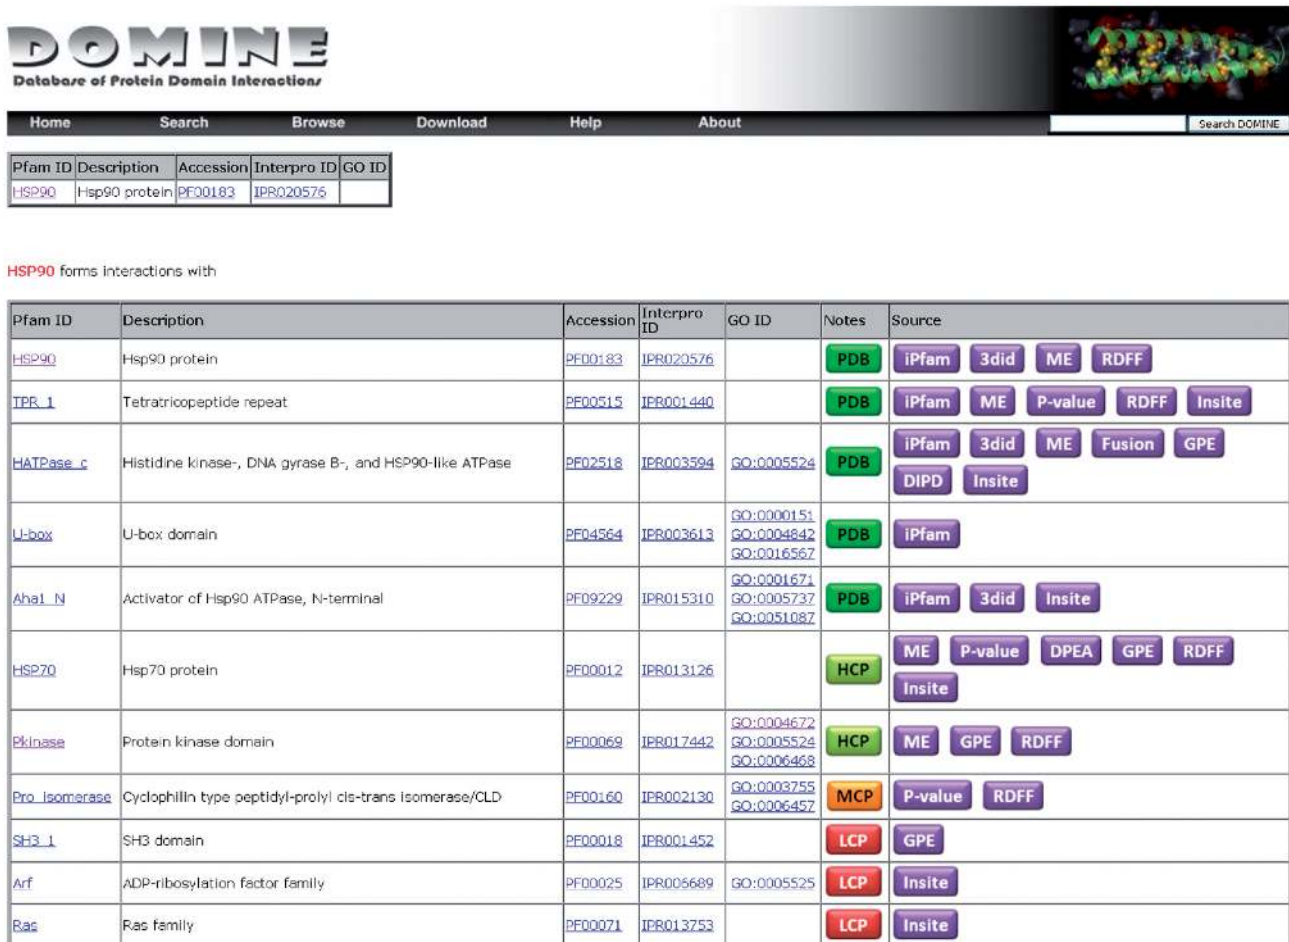 DOMINE
Database of Protein Domain Interactions
Home Search Browse Download Help About Search DOMINE
Pfam ID Description Accession Interpro ID GO ID
HSP90 Hsp90 protein PF00183 IPR020576
HSP90 forms interactions with
Pfam ID Description Accession Interpro ID GO ID Notes Source
HSP90 Hsp90 protein PF00183 IPR020576 PDB iPfam 3did ME RDFF
TPR_1 Tetratricopeptide repeat PF00515 IPR001440 PDB iPfam ME P-value RDFF Insite
HATPase_c Histidine kinase-, DNA gyrase B-, and HSP90-like ATPase PF02518 IPR003594 GO:0005524 PDB iPfam 3did ME Fusion GPE
DIPD Insite
U-box U-box domain PF04564 IPR003613 GO:0000151 GO:0004842 GO:0016567 PDB iPfam
Aha1_N Activator of Hsp90 ATPase, N-terminal PF09229 IPR015310 GO:0001671 GO:0005737 GO:0051087 PDB iPfam 3did Insite
HSP70 Hsp70 protein PF00012 IPR013126 HCP ME P-value DPEA GPE RDFF
Insite
Pkinase Protein kinase domain PF00069 IPR017442 GO:0004672 GO:0005524 GO:0006468 HCP ME GPE RDFF
Pro_isomerase Cyclophilin type peptidyl-prolyl cis-trans isomerase/CLD PF00160 IPR002130 GO:0003755 GO:0006457 MCP P-value RDFF
SH3_1 SH3 domain PF00018 IPR001452 LCP GPE
Arf ADP-ribosylation factor family PF00025 IPR006689 GO:0005525 LCP Insite
Ras Ras family PF00071 IPR013753 LCP Insite